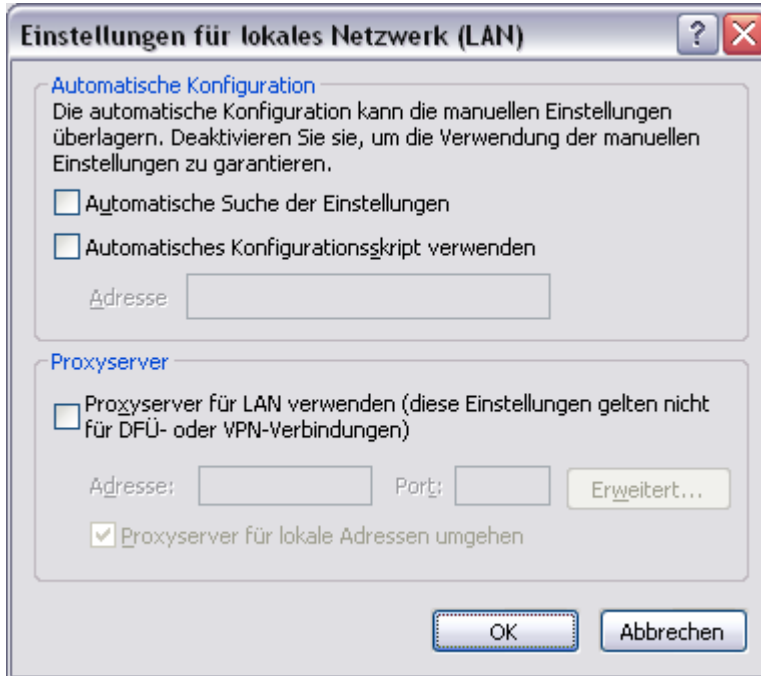 Einstellungen für lokales Netzwerk (LAN)
?
Automatische Konfiguration
Die automatische Konfiguration kann die manuellen Einstellungen
überlagern. Deaktivieren Sie sie, um die Verwendung der manuellen
Einstellungen zu garantieren.
Automatische Suche der Einstellungen
Automatisches Konfigurationsskript verwenden
Adresse
Proxyserver
Proxyserver für LAN verwenden (diese Einstellungen gelten nicht
für DFÜ- oder VPN-Verbindungen)
Adresse: Port: Erweitert...
Proxyserver für lokale Adressen umgehen
OK Abbrechen